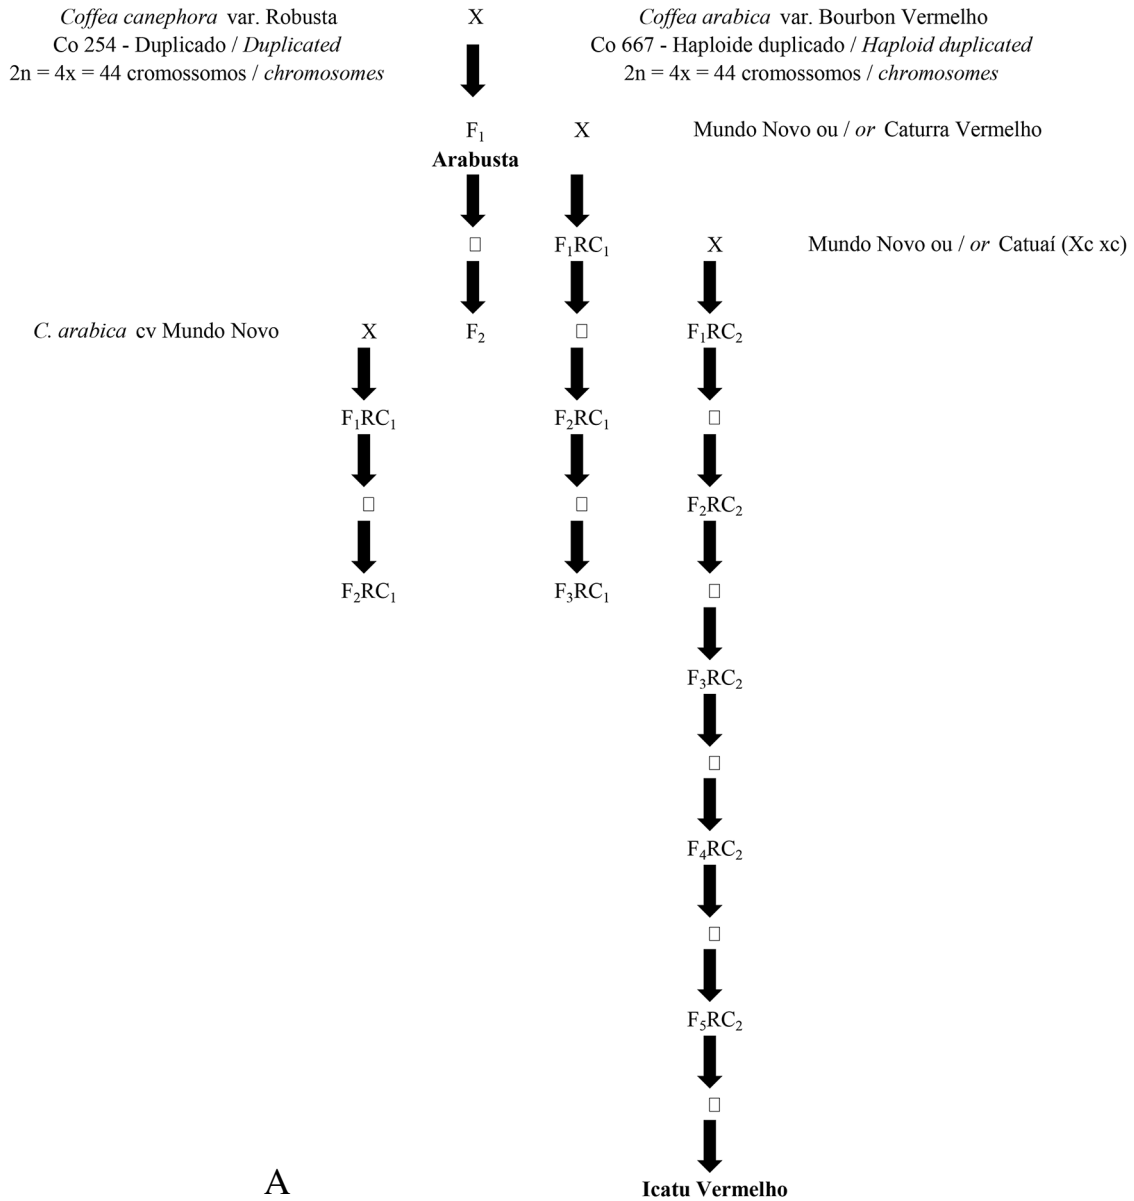 Coffea canephora var. Robusta X Coffea arabica var. Bourbon Vermelho
Co 254 - Duplicado / Duplicated Co 667 - Haploide duplicado / Haploid duplicated
2n = 4x = 44 cromossomos / chromosomes 2n = 4x = 44 cromossomos / chromosomes
F₁ X Mundo Novo ou / or Caturra Vermelho
Arabusta
□ F₁RC₁ X Mundo Novo ou / or Catuaí (Xc xc)
C. arabica cv Mundo Novo X F₂ □ F₁RC₂
F₁RC₁ F₂RC₁ □
□ □ F₂RC₂
F₂RC₁ F₃RC₁ □
F₃RC₂
□
F₄RC₂
□
F₅RC₂
□
A Icatu Vermelho